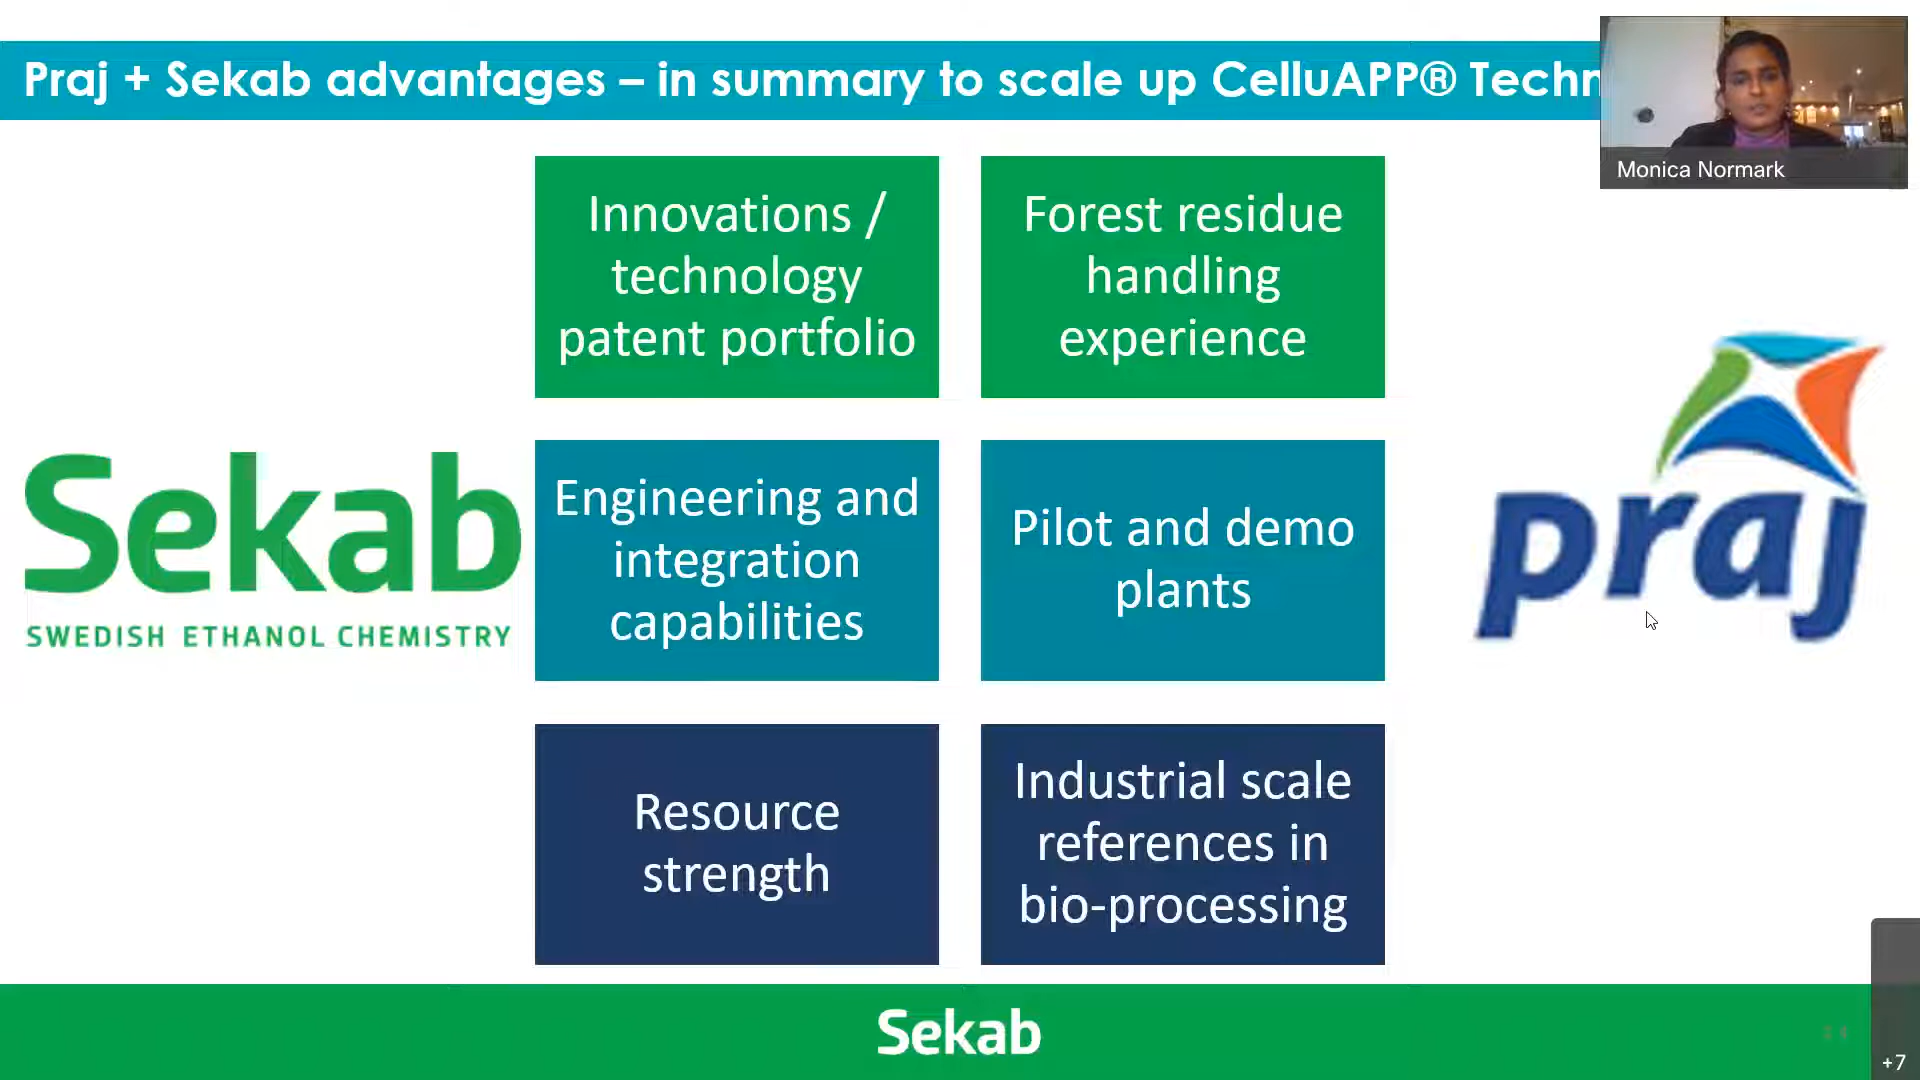 Praj + Sekab advantages – in summary to scale up CelluAPP® Techn
Monica Normark
Innovations /
technology
patent portfolio
Forest residue
handling
experience
Sekab
SWEDISH ETHANOL CHEMISTRY
Engineering and
integration
capabilities
Pilot and demo
plants
praj
Resource
strength
Industrial scale
references in
bio-processing
Sekab
+7